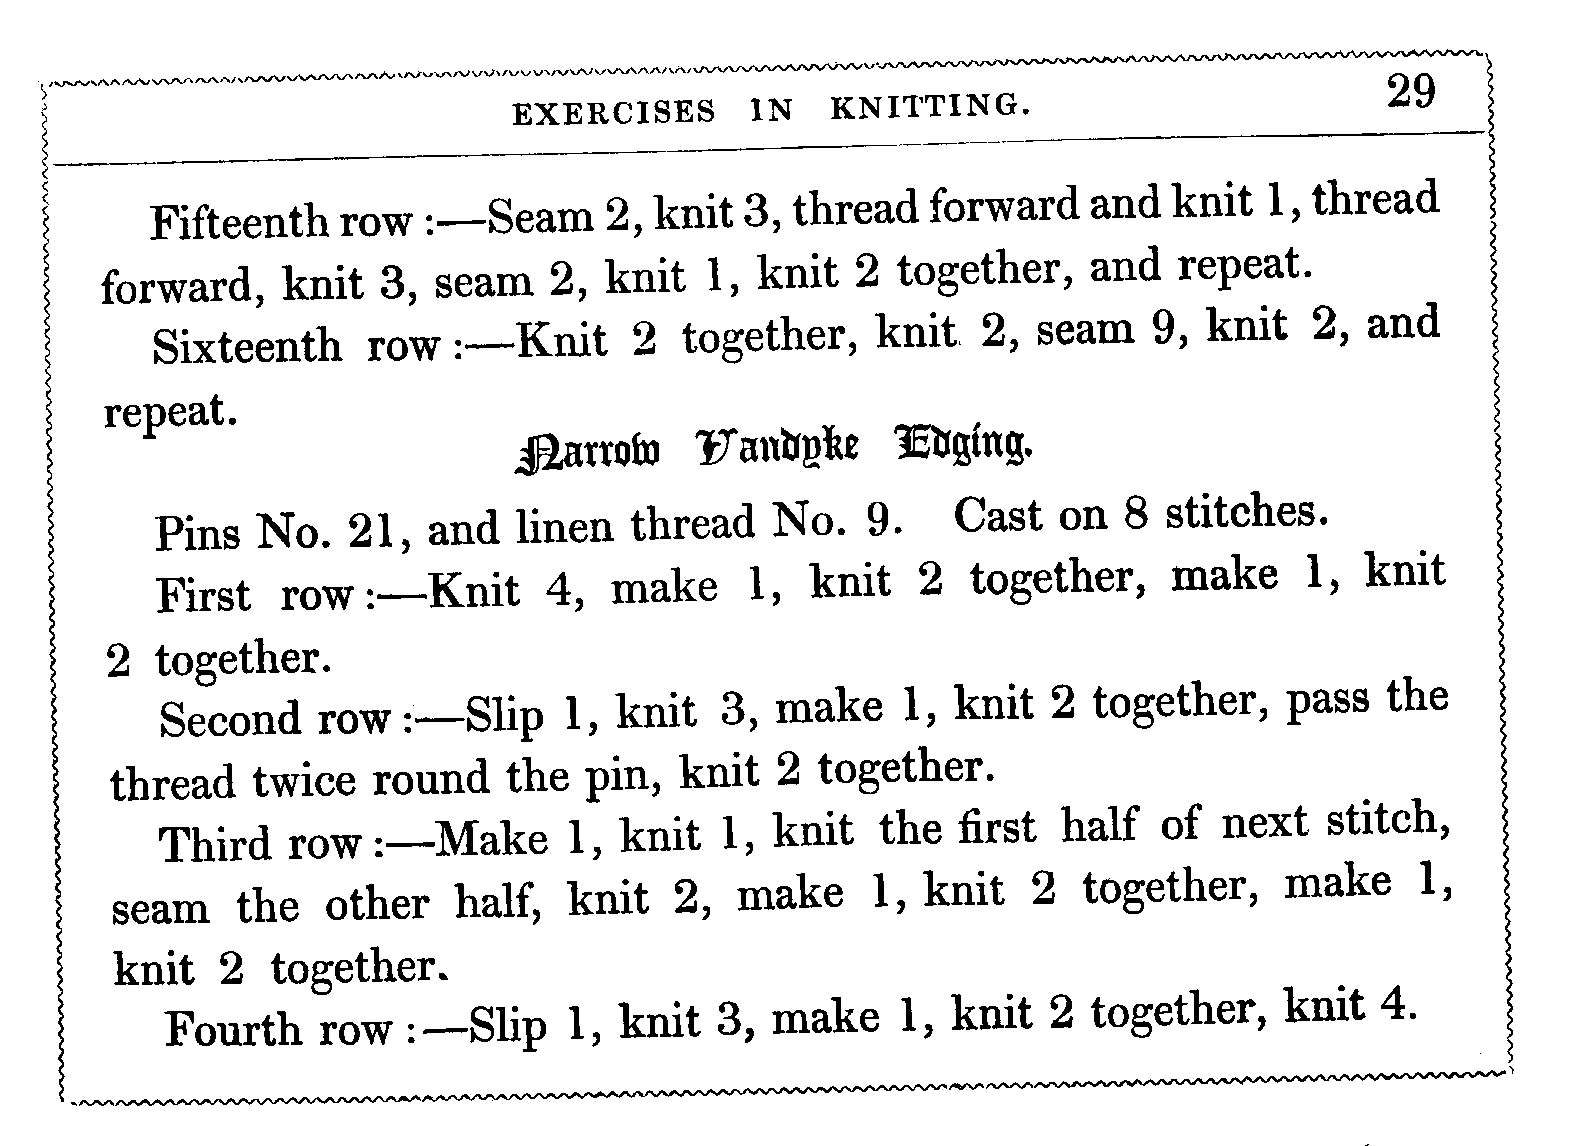 EXERCISES IN KNITTING. 29
Fifteenth row :—Seam 2, knit 3, thread forward and knit 1, thread
forward, knit 3, seam 2, knit 1, knit 2 together, and repeat.
Sixteenth row :—Knit 2 together, knit 2, seam 9, knit 2, and
repeat.
Narrow Vandyke Edging.
Pins No. 21, and linen thread No. 9. Cast on 8 stitches.
First row :—Knit 4, make 1, knit 2 together, make 1, knit
2 together.
Second row :—Slip 1, knit 3, make 1, knit 2 together, pass the
thread twice round the pin, knit 2 together.
Third row :—Make 1, knit 1, knit the first half of next stitch,
seam the other half, knit 2, make 1, knit 2 together, make 1,
knit 2 together.
Fourth row :—Slip 1, knit 3, make 1, knit 2 together, knit 4.